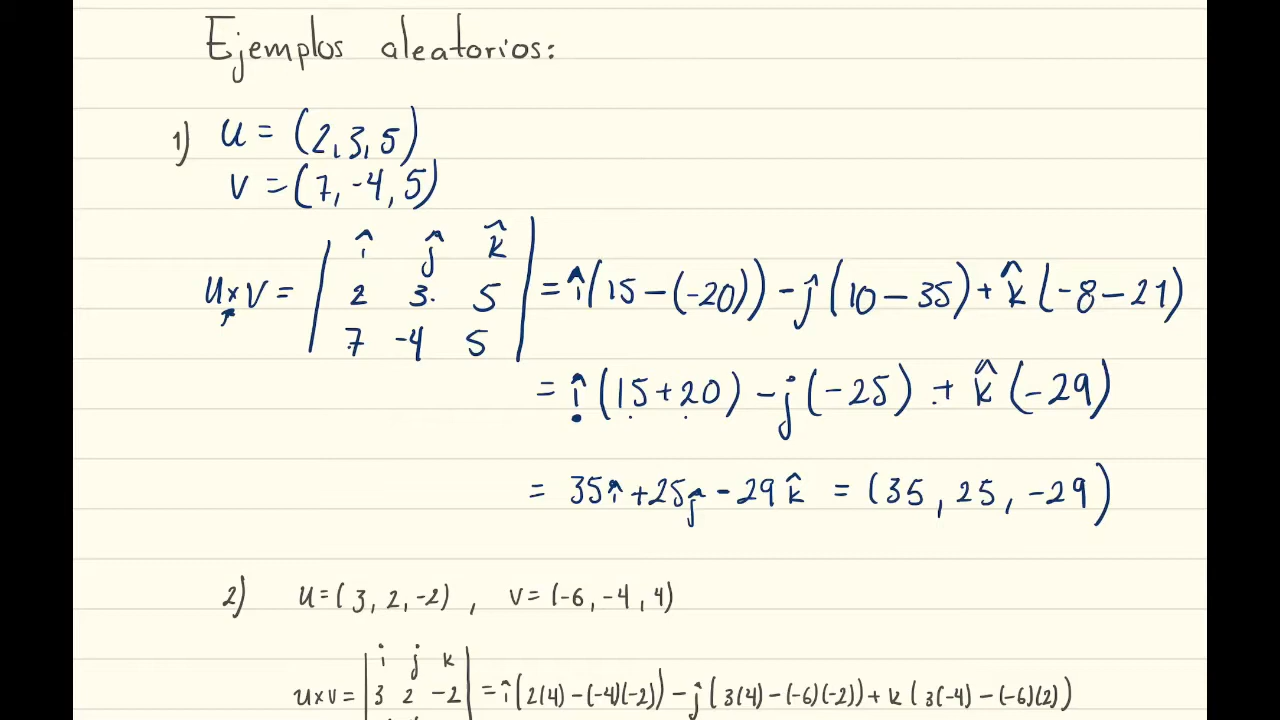 Ejemplos aleatorios:
1) u = (2, 3, 5)
v = (7, -4, 5)
î ĵ k̂
u×v = | 2 3 5 | = î(15-(-20)) - ĵ(10-35) + k̂(-8-21)
7 -4 5
= î(15+20) - j(-25) + k̂(-29)
= 35î+25ĵ-29k̂ = (35, 25, -29)
2) u=(3, 2, -2), v=(-6, -4, 4)
i j k
u×v = | 3 2 -2 | = î(2(4)-(-4)(-2)) - ĵ(3(4)-(-6)(-2)) + k(3(-4)-(-6)(2))